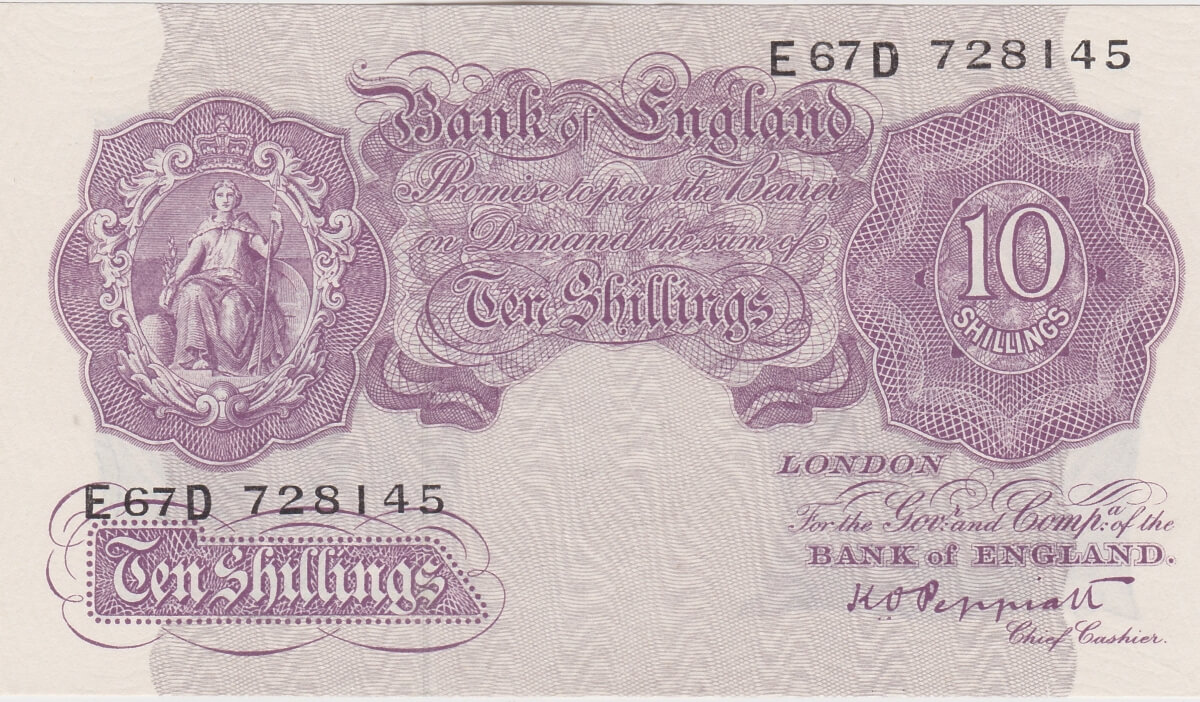 E67D 728145
Bank of England
Promise to pay the Bearer
on Demand the sum of
Ten Shillings
10
SHILLINGS
LONDON
For the Govr. and Compa. of the
BANK of ENGLAND.
K O Peppiatt
Chief Cashier.
E67D 728145
Ten Shillings